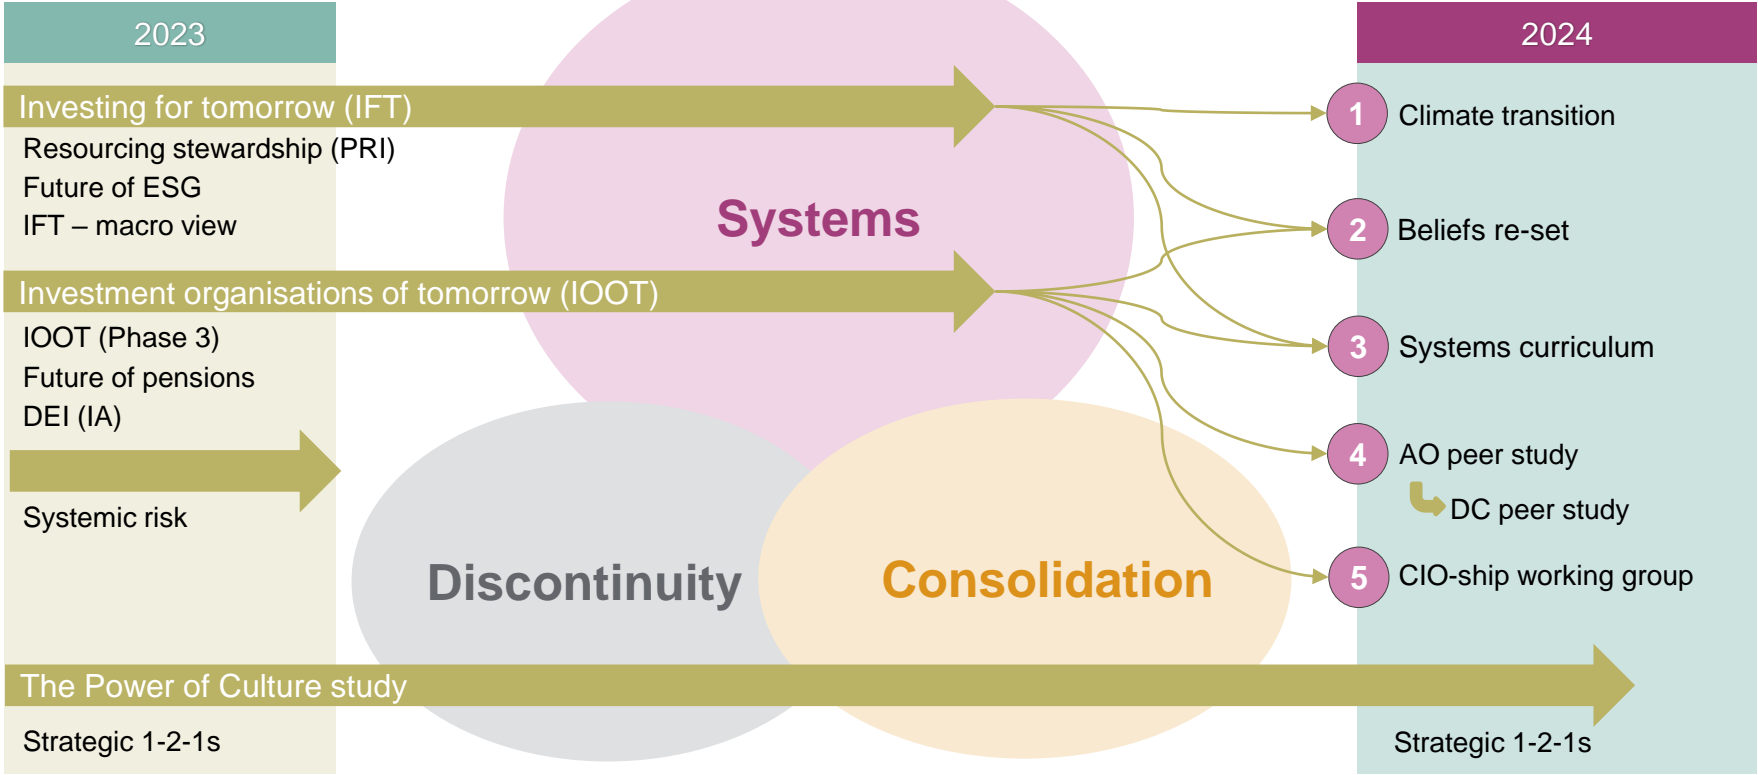 2023
Investing for tomorrow (IFT)
Resourcing stewardship (PRI)
Future of ESG
IFT – macro view
Investment organisations of tomorrow (IOOT)
IOOT (Phase 3)
Future of pensions
DEI (IA)
Systemic risk
The Power of Culture study
Strategic 1-2-1s
Systems
Discontinuity
Consolidation
2024
1 Climate transition
2 Beliefs re-set
3 Systems curriculum
4 AO peer study
DC peer study
5 CIO-ship working group
Strategic 1-2-1s